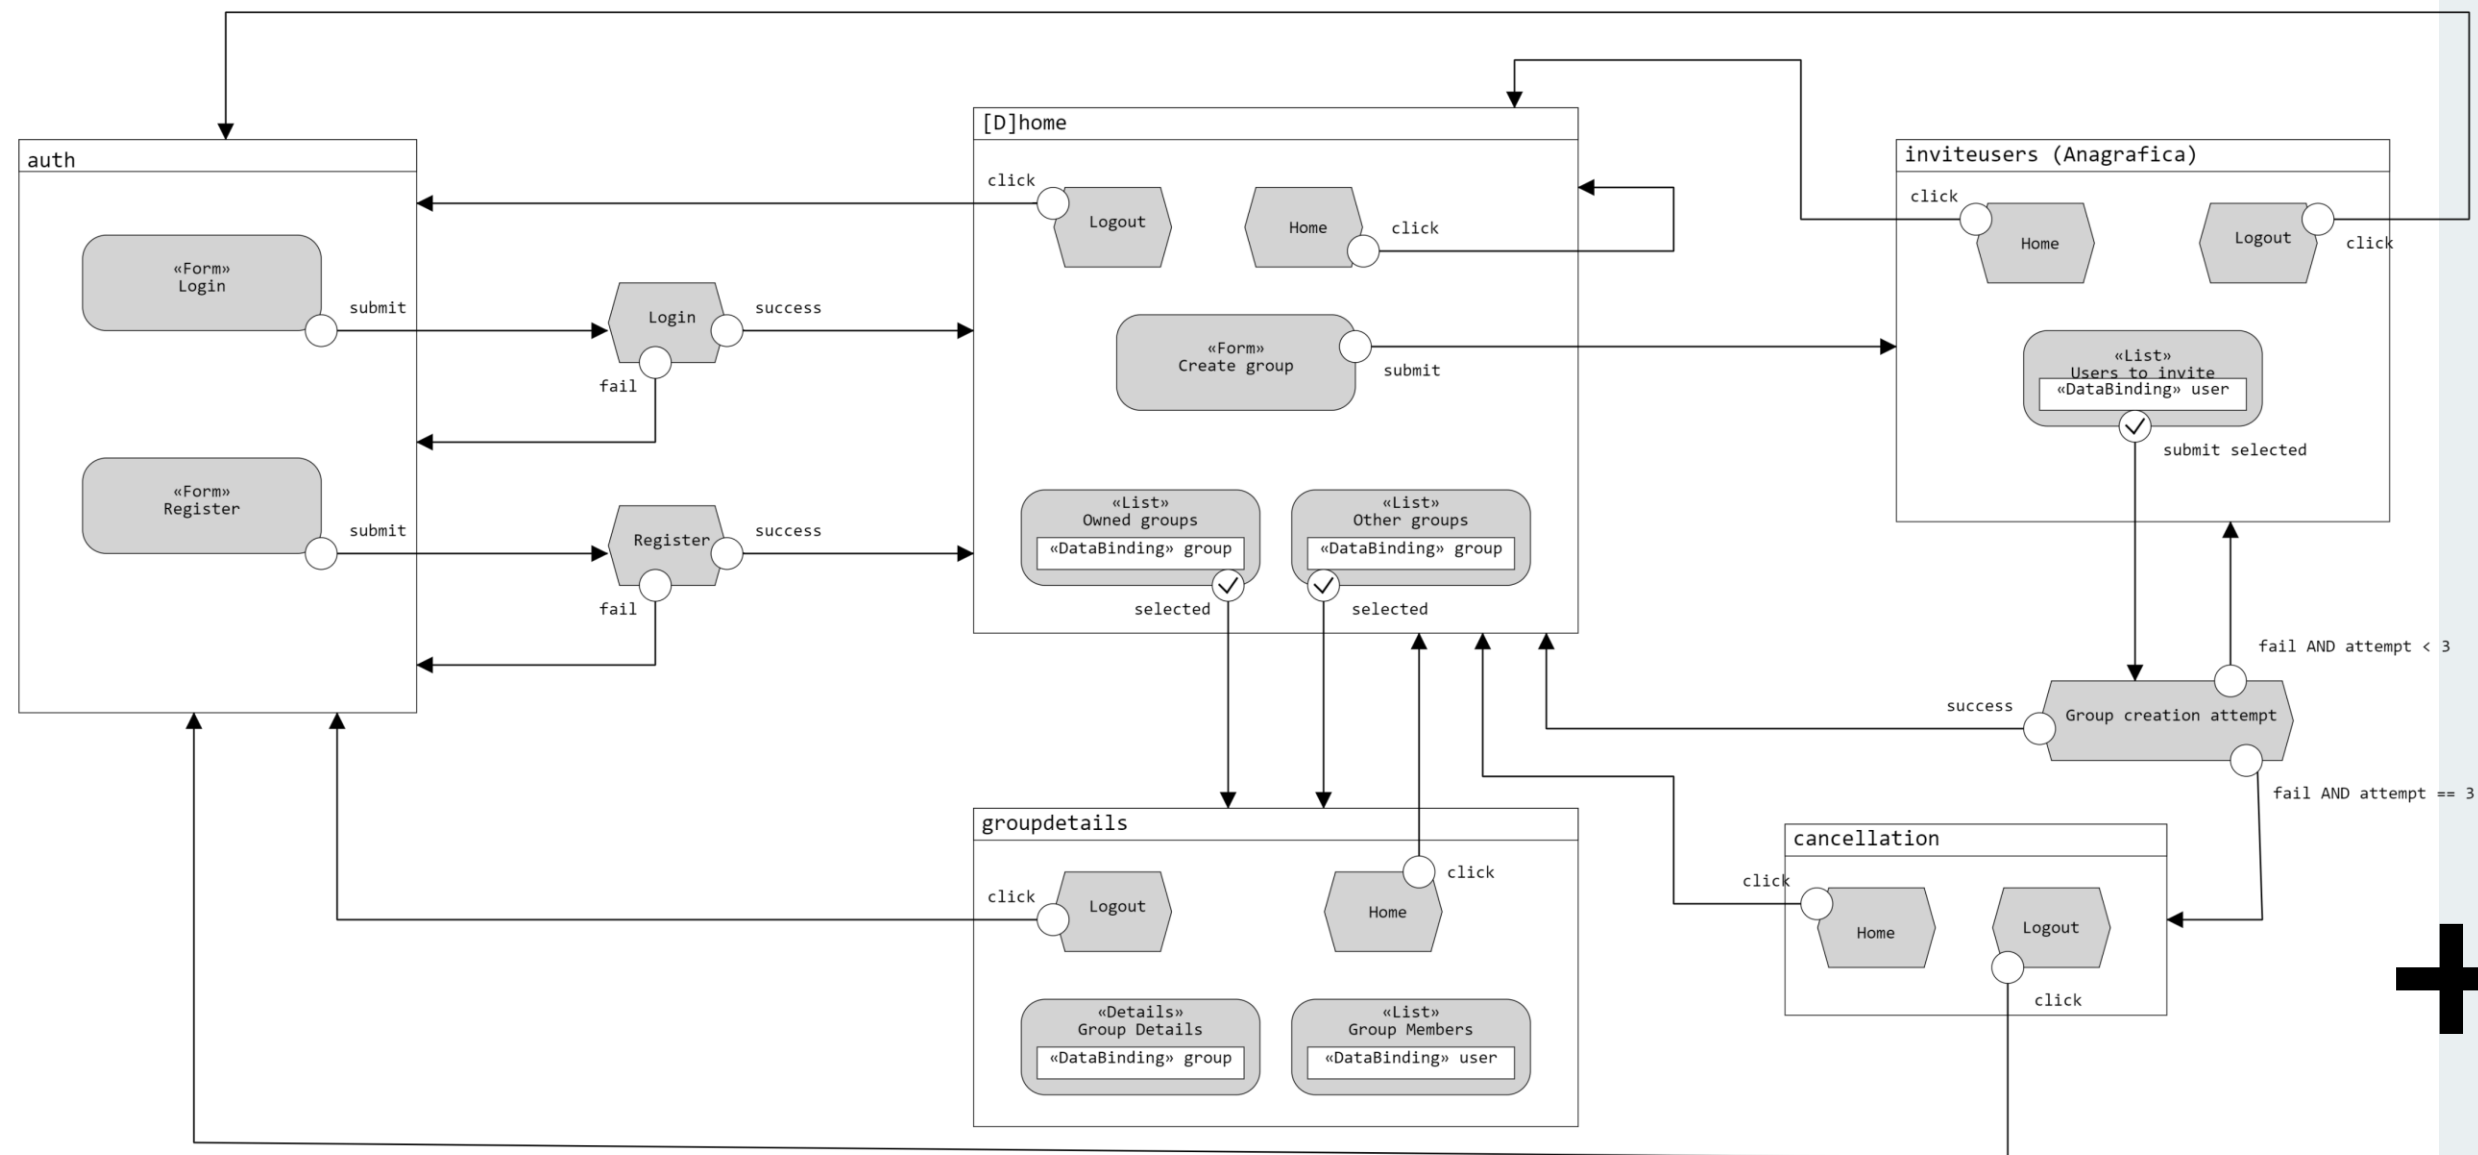 auth
«Form»
Login
submit
«Form»
Register
submit
Login
success
fail
Register
success
fail
[D]home
click
Logout
Home
click
«Form»
Create group
submit
«List»
Owned groups
«DataBinding» group
selected
«List»
Other groups
«DataBinding» group
selected
inviteusers (Anagrafica)
click
Home
Logout
click
«List»
Users to invite
«DataBinding» user
submit selected
fail AND attempt < 3
success
Group creation attempt
fail AND attempt == 3
groupdetails
click
Logout
Home
click
«Details»
Group Details
«DataBinding» group
«List»
Group Members
«DataBinding» user
cancellation
click
Home
Logout
click